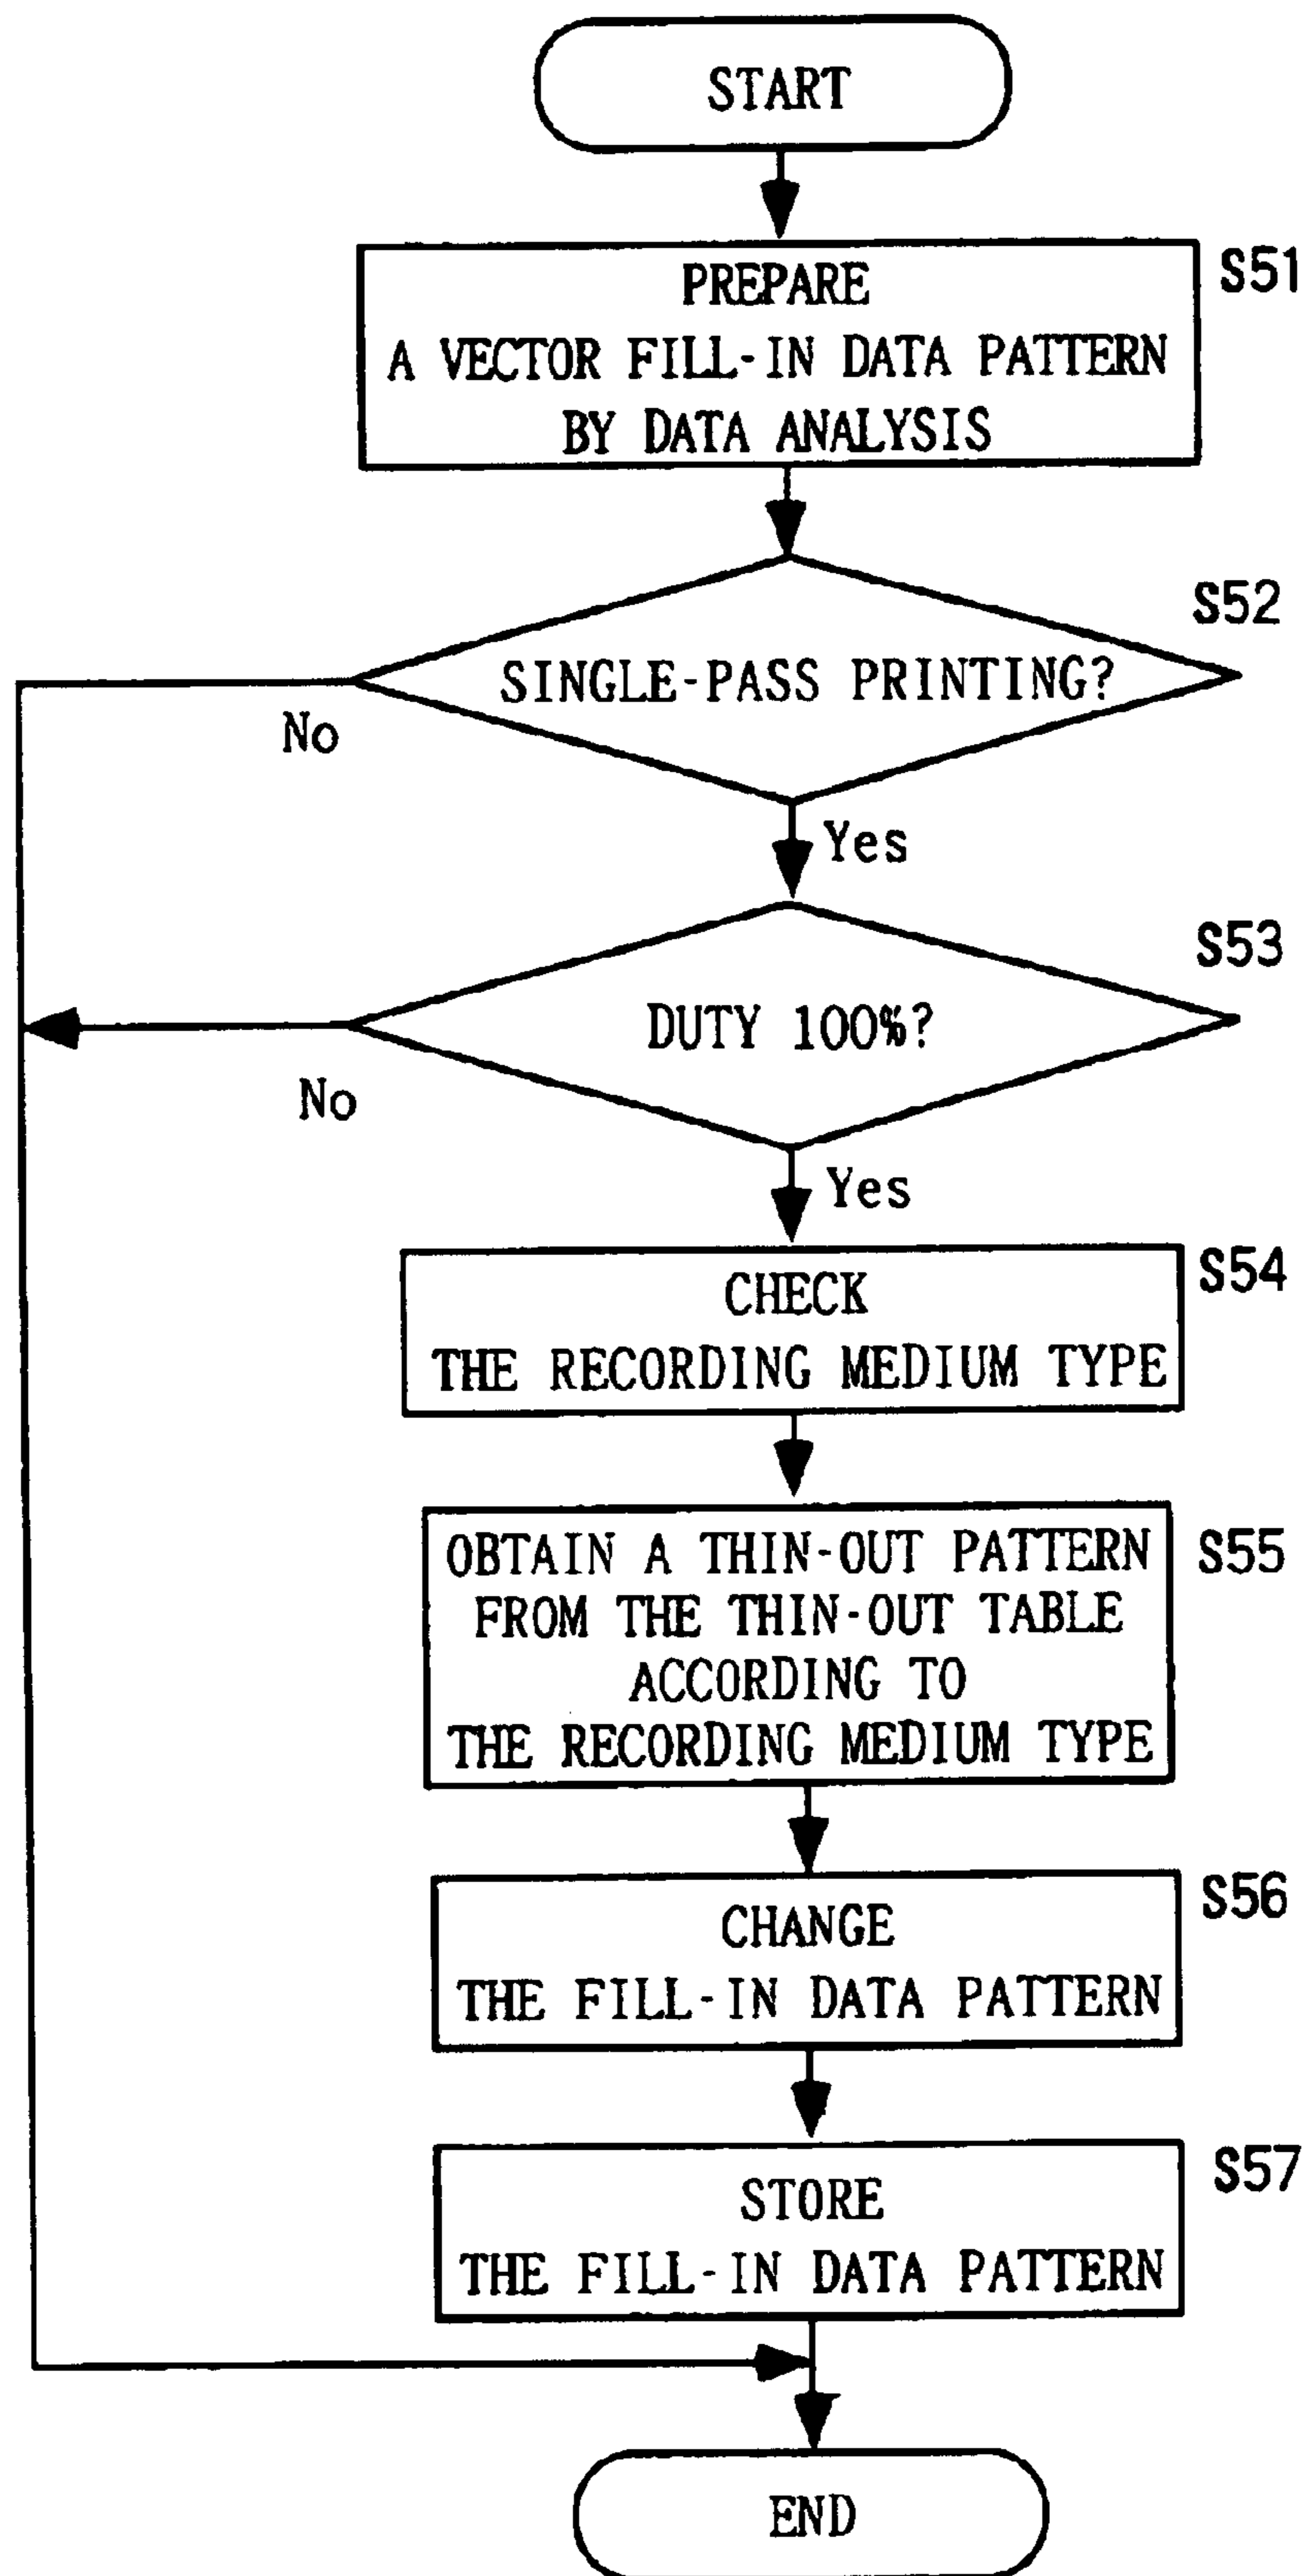 START
PREPARE
A VECTOR FILL-IN DATA PATTERN
BY DATA ANALYSIS
S51
SINGLE-PASS PRINTING?
S52
No
Yes
DUTY 100%?
S53
No
Yes
CHECK
THE RECORDING MEDIUM TYPE
S54
OBTAIN A THIN-OUT PATTERN
FROM THE THIN-OUT TABLE
ACCORDING TO
THE RECORDING MEDIUM TYPE
S55
CHANGE
THE FILL-IN DATA PATTERN
S56
STORE
THE FILL-IN DATA PATTERN
S57
END